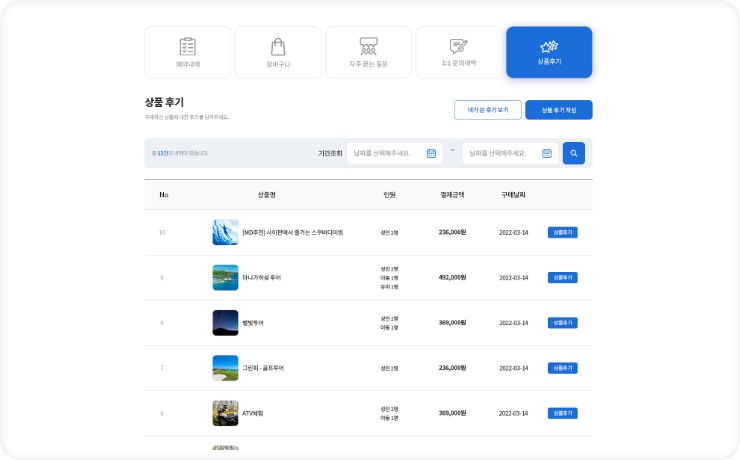 예약내역
장바구니
자주 묻는 질문
1:1 문의내역
상품후기
상품 후기
구매하신 상품에 대한 후기를 남겨주세요.
내가 쓴 후기 보기
상품 후기 작성
총 12건의 내역이 있습니다.
기간조회
날짜를 선택해주세요.
~
날짜를 선택해주세요.
No 상품명 인원 결제금액 구매날짜
10 [MD추천] 사이판에서 즐기는 스쿠버다이빙 성인 2명 236,000원 2022-03-14 상품후기
9 마나가하섬 투어 성인 2명 492,000원 2022-03-14 상품후기
아동 1명
유아 1명
8 별빛투어 성인 2명 369,000원 2022-03-14 상품후기
아동 1명
7 그린피 - 골프투어 성인 2명 236,000원 2022-03-14 상품후기
6 ATV체험 성인 2명 369,000원 2022-03-14 상품후기
아동 1명